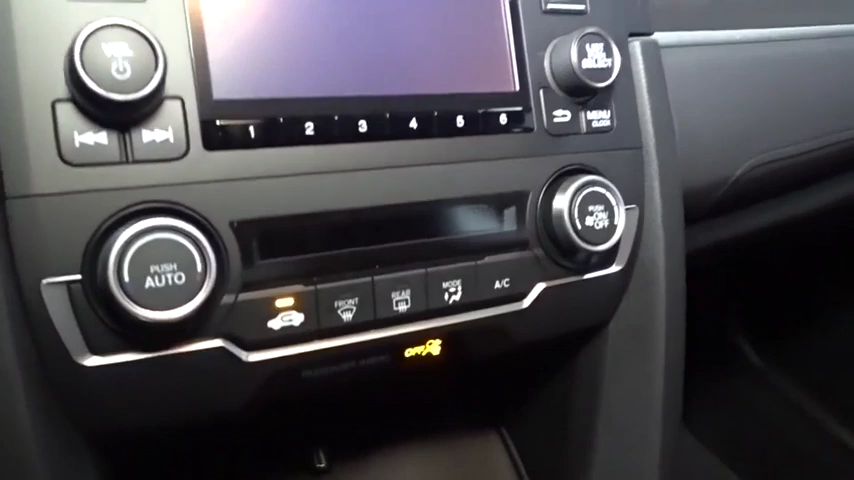 VOL
1 2 3 4 5 6
LIST
SELECT
MENU
CLOCK
PUSH
AUTO
PUSH
ON/
OFF
FRONT
REAR
MODE
A/C
OFF